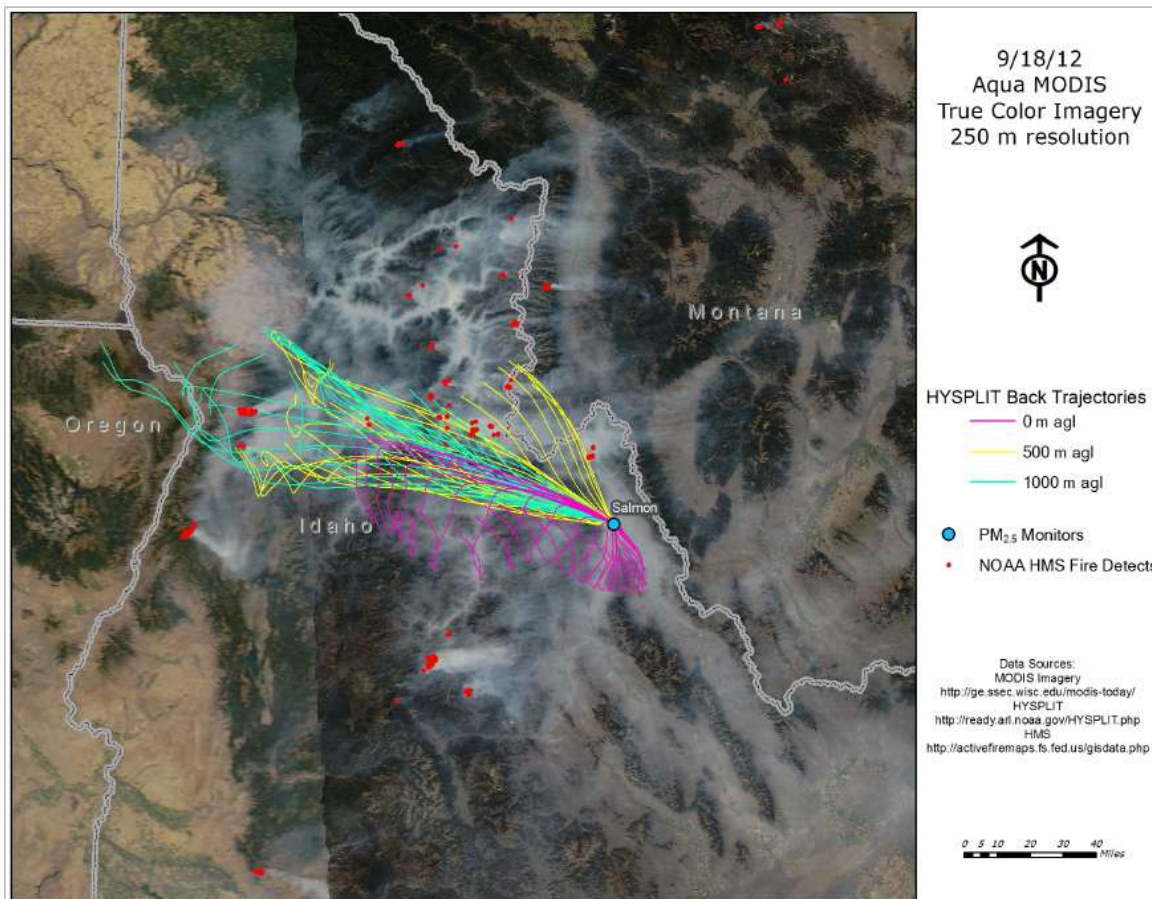 9/18/12
Aqua MODIS
True Color Imagery
250 m resolution
N
Montana
HYSPLIT Back Trajectories
0 m agl
Oregon
500 m agl
1000 m agl
Salmon
Idaho
PM2.5 Monitors
NOAA HMS Fire Detects
Data Sources:
MODIS Imagery
http://ge.ssec.wisc.edu/modis-today/
HYSPLIT
http://ready.arl.noaa.gov/HYSPLIT.php
HMS
http://activefiremaps.fs.fed.us/gisdata.php
0 5 10 20 30 40
Miles